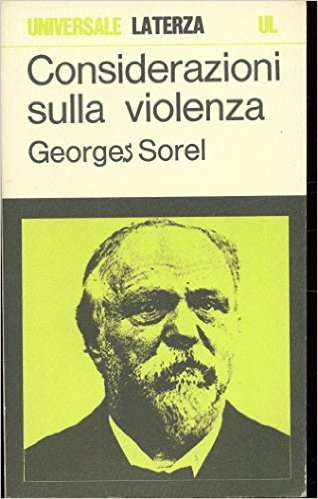 UNIVERSALE LATERZA UL
Considerazioni
sulla violenza
Georges Sorel